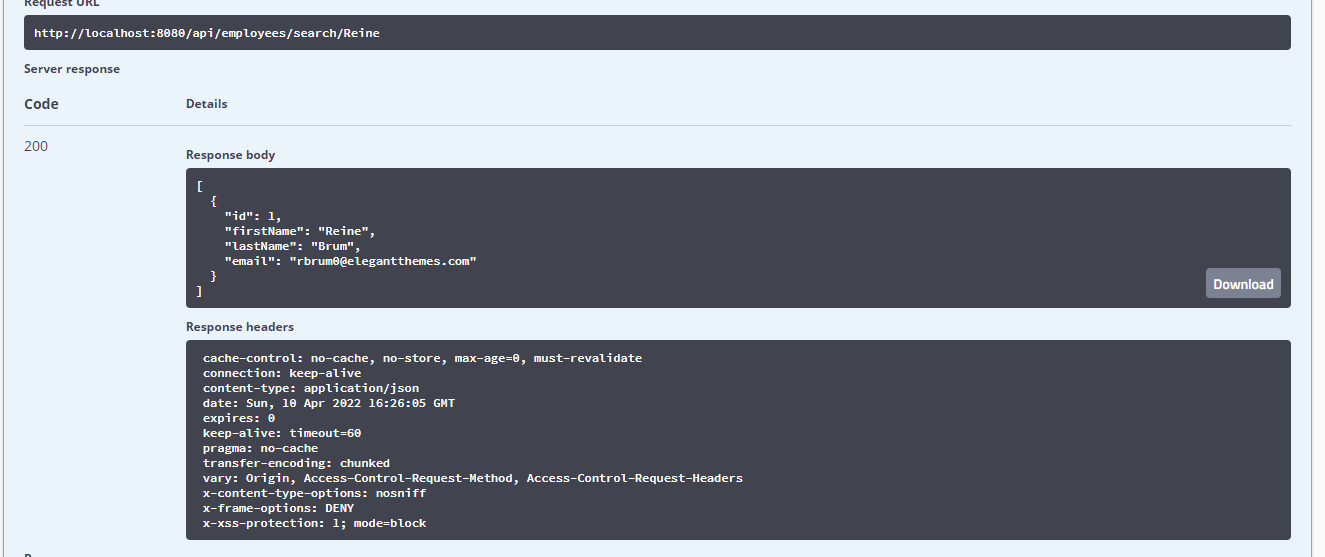 Request URL
http://localhost:8080/api/employees/search/Reine
Server response
Code Details
200
Response body
[
  {
    "id": 1,
    "firstName": "Reine",
    "lastName": "Brum",
    "email": "rbrum0@elegantthemes.com"
  }
]
Download
Response headers
cache-control: no-cache, no-store, max-age=0, must-revalidate
connection: keep-alive
content-type: application/json
date: Sun, 10 Apr 2022 16:26:05 GMT
expires: 0
keep-alive: timeout=60
pragma: no-cache
transfer-encoding: chunked
vary: Origin, Access-Control-Request-Method, Access-Control-Request-Headers
x-content-type-options: nosniff
x-frame-options: DENY
x-xss-protection: 1; mode=block